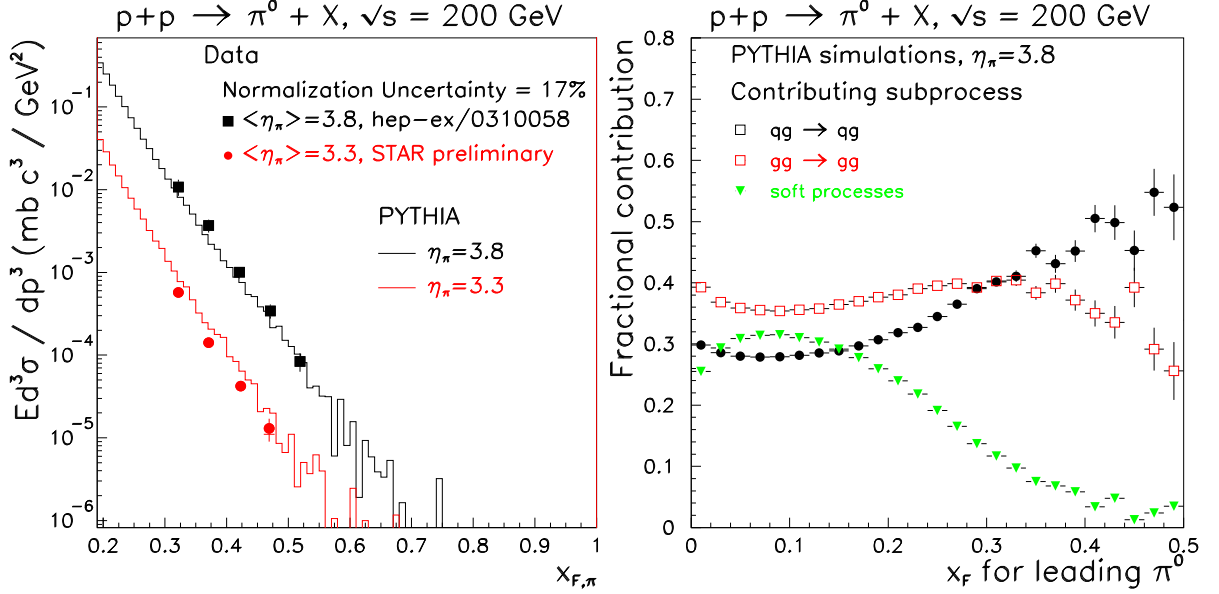 p+p → π⁰ + X, √s = 200 GeV
Ed³σ / dp³ (mb c³ / GeV²)
10⁻¹
10⁻²
10⁻³
10⁻⁴
10⁻⁵
10⁻⁶
Data
Normalization Uncertainty = 17%
<η_π>=3.8, hep-ex/0310058
<η_π>=3.3, STAR preliminary
PYTHIA
η_π=3.8
η_π=3.3
0.2 0.3 0.4 0.5 0.6 0.7 0.8 0.9 1
x_F,π
p+p → π⁰ + X, √s = 200 GeV
Fractional contribution
0.8
0.7
0.6
0.5
0.4
0.3
0.2
0.1
0
PYTHIA simulations, η_π=3.8
Contributing subprocess
qg → qg
gg → gg
soft processes
0 0.1 0.2 0.3 0.4 0.5
x_F for leading π⁰